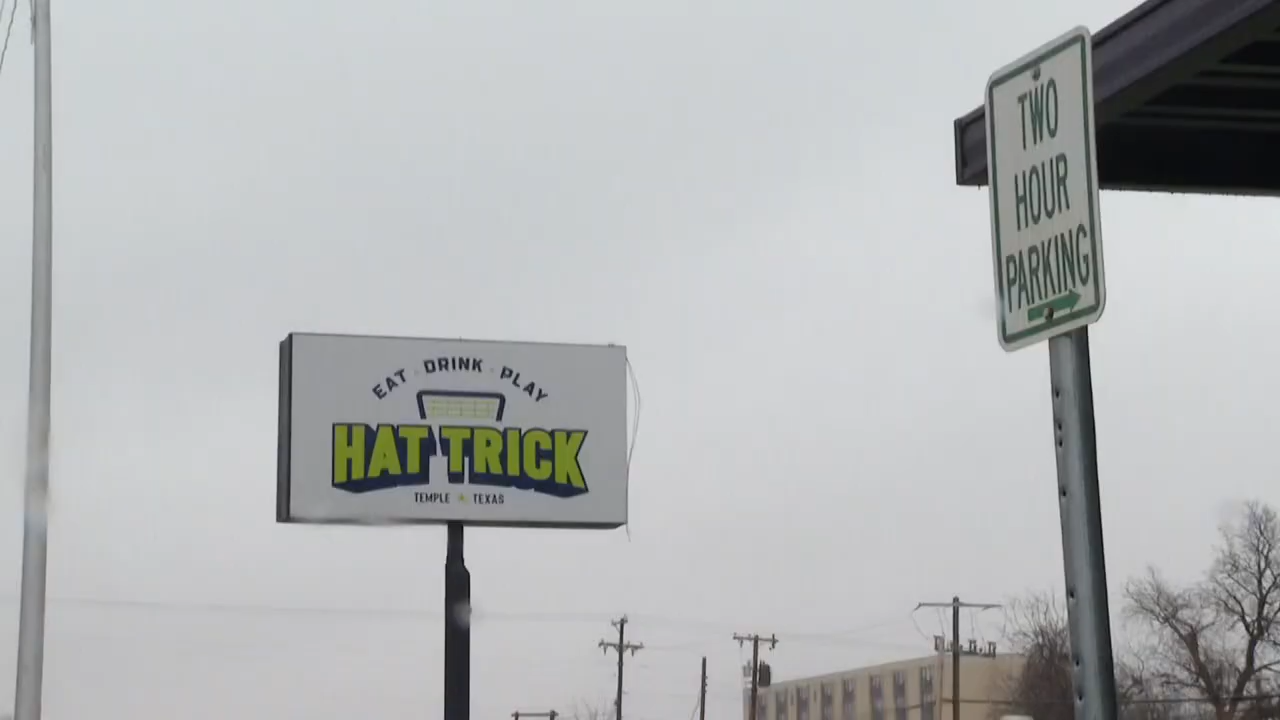 EAT · DRINK · PLAY
HAT TRICK
TEMPLE ★ TEXAS
TWO
HOUR
PARKING